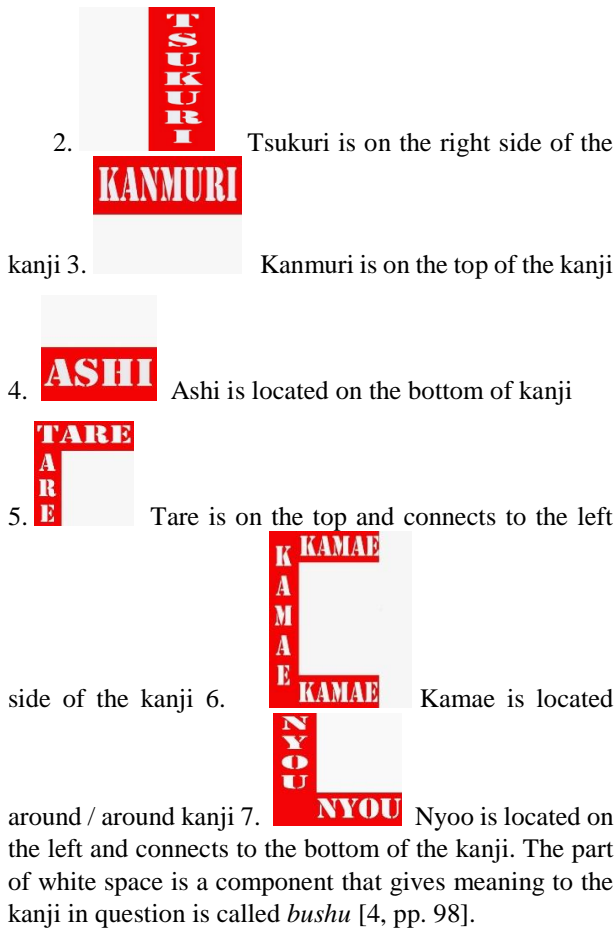 TSUKURI
2. Tsukuri is on the right side of the
KANMURI
kanji 3. Kanmuri is on the top of the kanji
4. ASHI Ashi is located on the bottom of kanji
TARE
ARE
5. Tare is on the top and connects to the left
KAMAE KAMAE
side of the kanji 6. KAMAE Kamae is located
NYOU
around / around kanji 7. NYOU Nyoo is located on
the left and connects to the bottom of the kanji. The part
of white space is a component that gives meaning to the
kanji in question is called bushu [4, pp. 98].